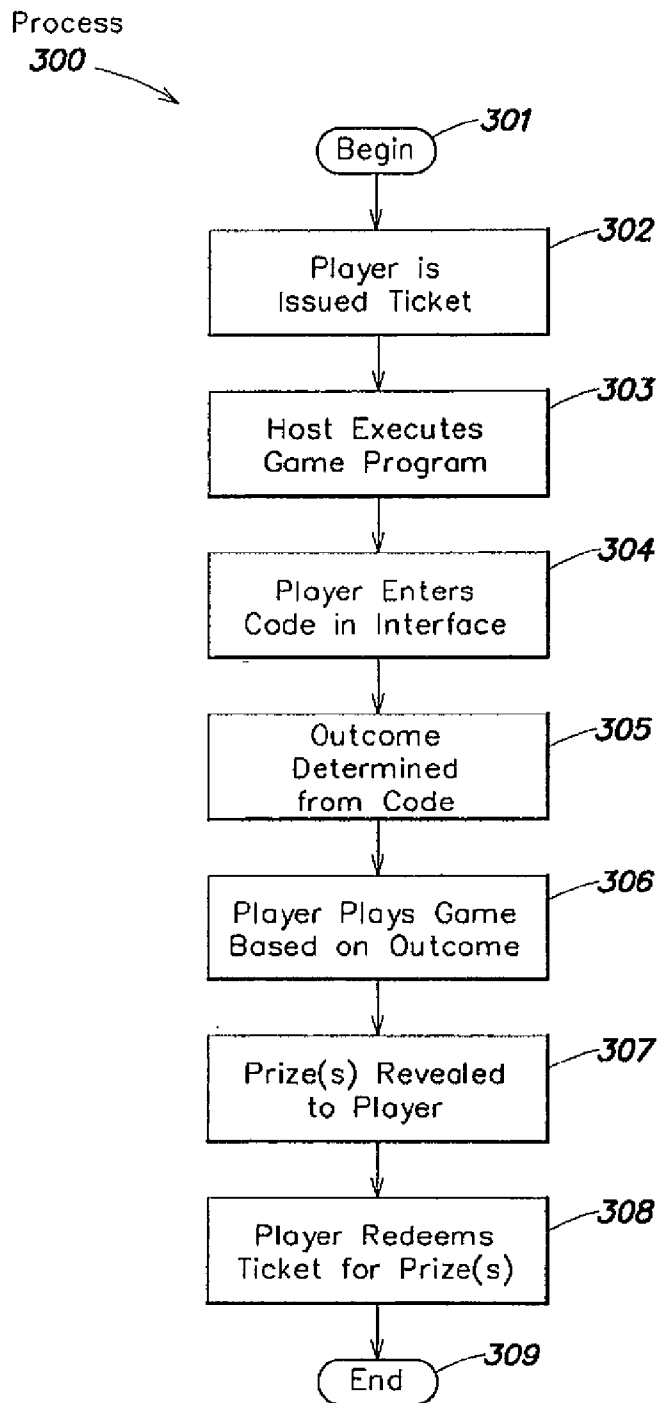 Process
300
301
Begin
302
Player is
Issued Ticket
303
Host Executes
Game Program
304
Player Enters
Code in Interface
305
Outcome
Determined
from Code
306
Player Plays Game
Based on Outcome
307
Prize(s) Revealed
to Player
308
Player Redeems
Ticket for Prize(s)
309
End